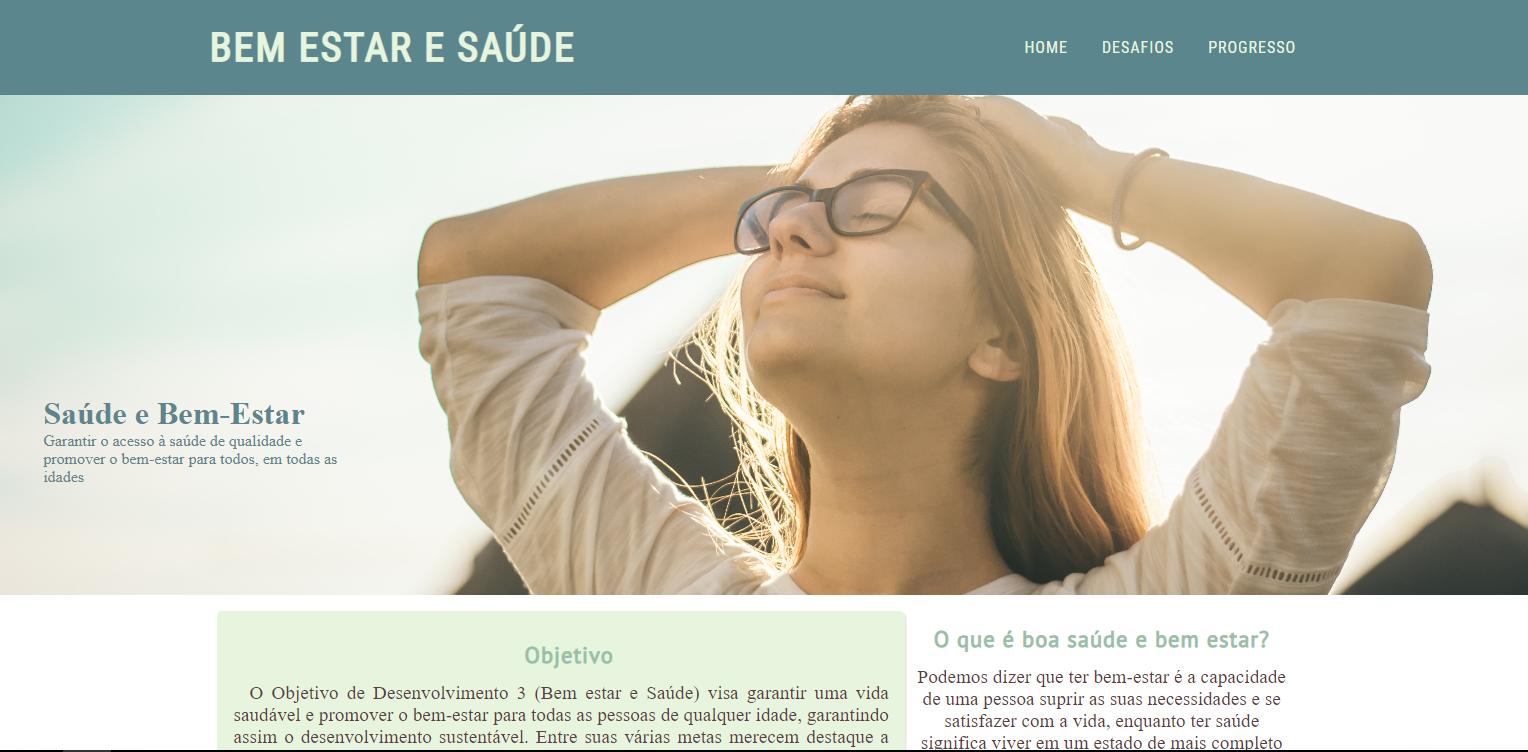 BEM ESTAR E SAÚDE
HOME DESAFIOS PROGRESSO
Saúde e Bem-Estar
Garantir o acesso à saúde de qualidade e
promover o bem-estar para todos, em todas as
idades
Objetivo
O Objetivo de Desenvolvimento 3 (Bem estar e Saúde) visa garantir uma vida
saudável e promover o bem-estar para todas as pessoas de qualquer idade, garantindo
assim o desenvolvimento sustentável. Entre suas várias metas merecem destaque a
O que é boa saúde e bem estar?
Podemos dizer que ter bem-estar é a capacidade
de uma pessoa suprir as suas necessidades e se
satisfazer com a vida, enquanto ter saúde
significa viver em um estado de mais completo